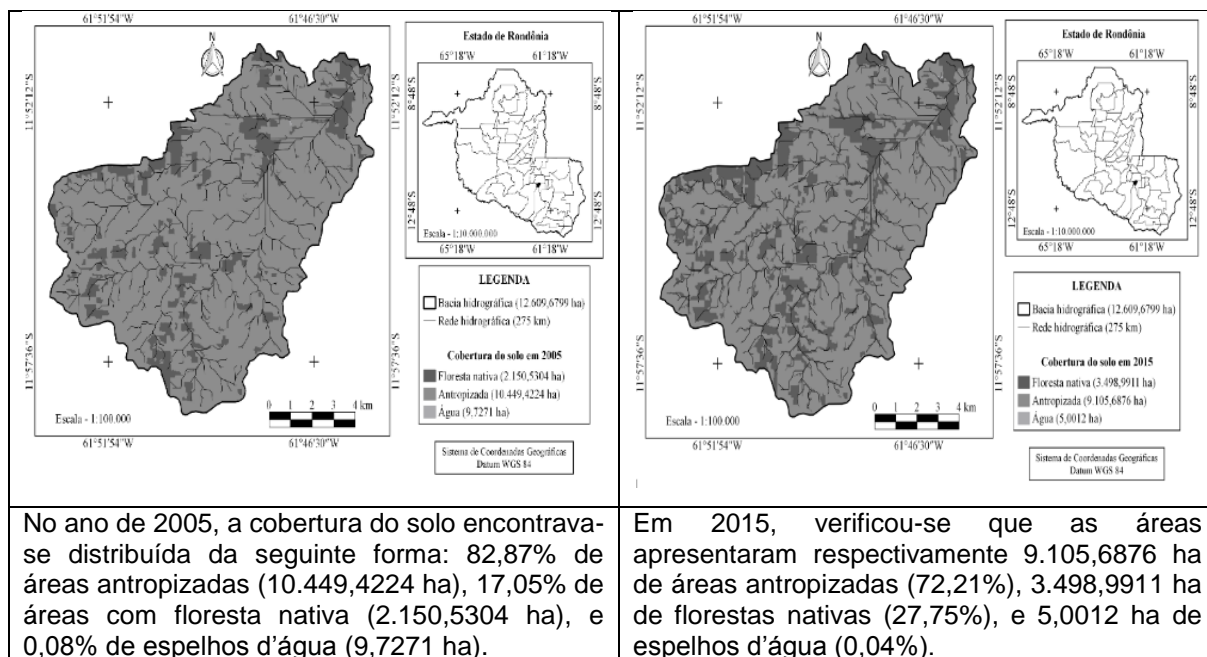 61°51'54"W
61°46'30"W
N
11°52'12"S
11°57'36"S
Escala - 1:100.000
0 1 2 3 4 km
61°51'54"W
61°46'30"W
Estado de Rondônia
65°18'W
61°18'W
8°48'S
8°48'S
12°48'S
12°48'S
Escala - 1:10.000.000
65°18'W
61°18'W
LEGENDA
Bacia hidrográfica (12.609,6799 ha)
Rede hidrográfica (275 km)
Cobertura do solo em 2005
Floresta nativa (2.150,5304 ha)
Antropizada (10.449,4224 ha)
Água (9,7271 ha)
Sistema de Coordenadas Geográficas
Datum WGS 84
61°51'54"W
61°46'30"W
N
11°52'12"S
11°57'36"S
Escala - 1:100.000
0 1 2 3 4 km
61°51'54"W
61°46'30"W
Estado de Rondônia
65°18'W
61°18'W
8°48'S
8°48'S
12°48'S
12°48'S
Escala - 1:10.000.000
65°18'W
61°18'W
LEGENDA
Bacia hidrográfica (12.609,6799 ha)
Rede hidrográfica (275 km)
Cobertura do solo em 2015
Floresta nativa (3.498,9911 ha)
Antropizada (9.105,6876 ha)
Água (5,0012 ha)
Sistema de Coordenadas Geográficas
Datum WGS 84
No ano de 2005, a cobertura do solo encontrava-
se distribuída da seguinte forma: 82,87% de
áreas antropizadas (10.449,4224 ha), 17,05% de
áreas com floresta nativa (2.150,5304 ha), e
0,08% de espelhos d'água (9,7271 ha).
Em 2015, verificou-se que as áreas
apresentaram respectivamente 9.105,6876 ha
de áreas antropizadas (72,21%), 3.498,9911 ha
de florestas nativas (27,75%), e 5,0012 ha de
espelhos d'água (0,04%).